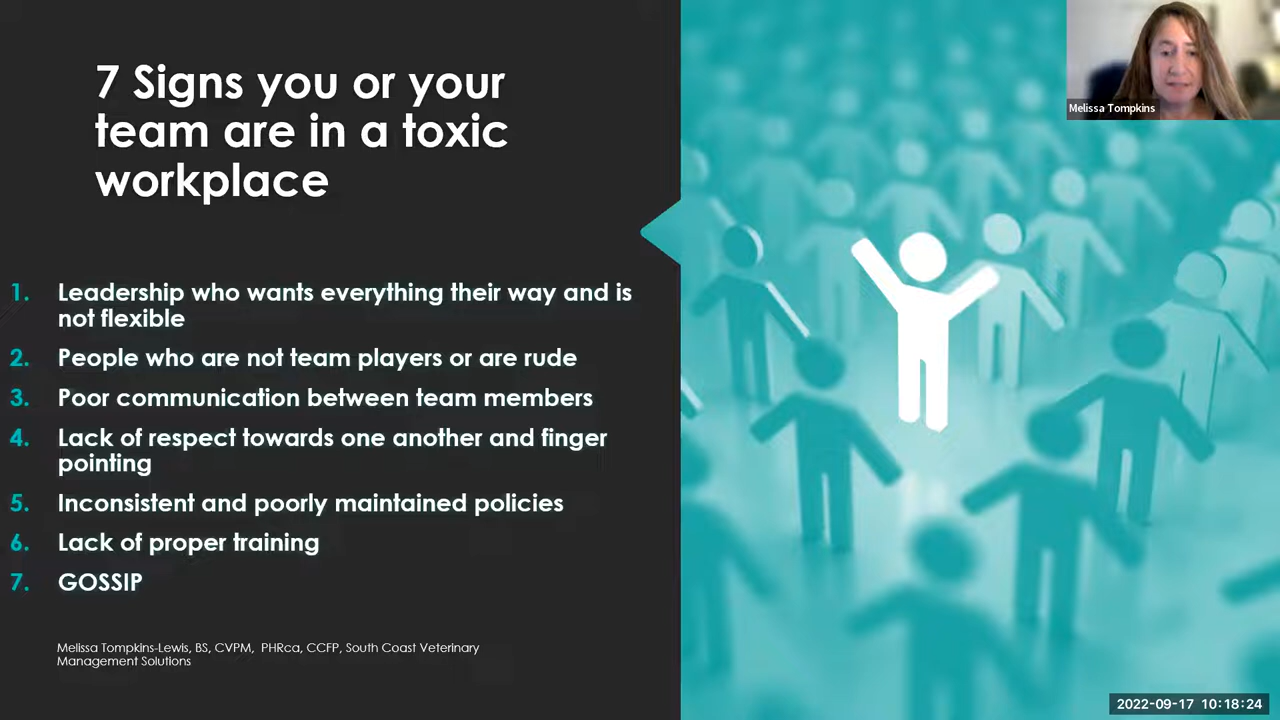 7 Signs you or your
team are in a toxic
workplace
1. Leadership who wants everything their way and is
not flexible
2. People who are not team players or are rude
3. Poor communication between team members
4. Lack of respect towards one another and finger
pointing
5. Inconsistent and poorly maintained policies
6. Lack of proper training
7. GOSSIP
Melissa Tompkins-Lewis, BS, CVPM, PHRca, CCFP, South Coast Veterinary
Management Solutions
Melissa Tompkins
2022-09-17 10:18:24